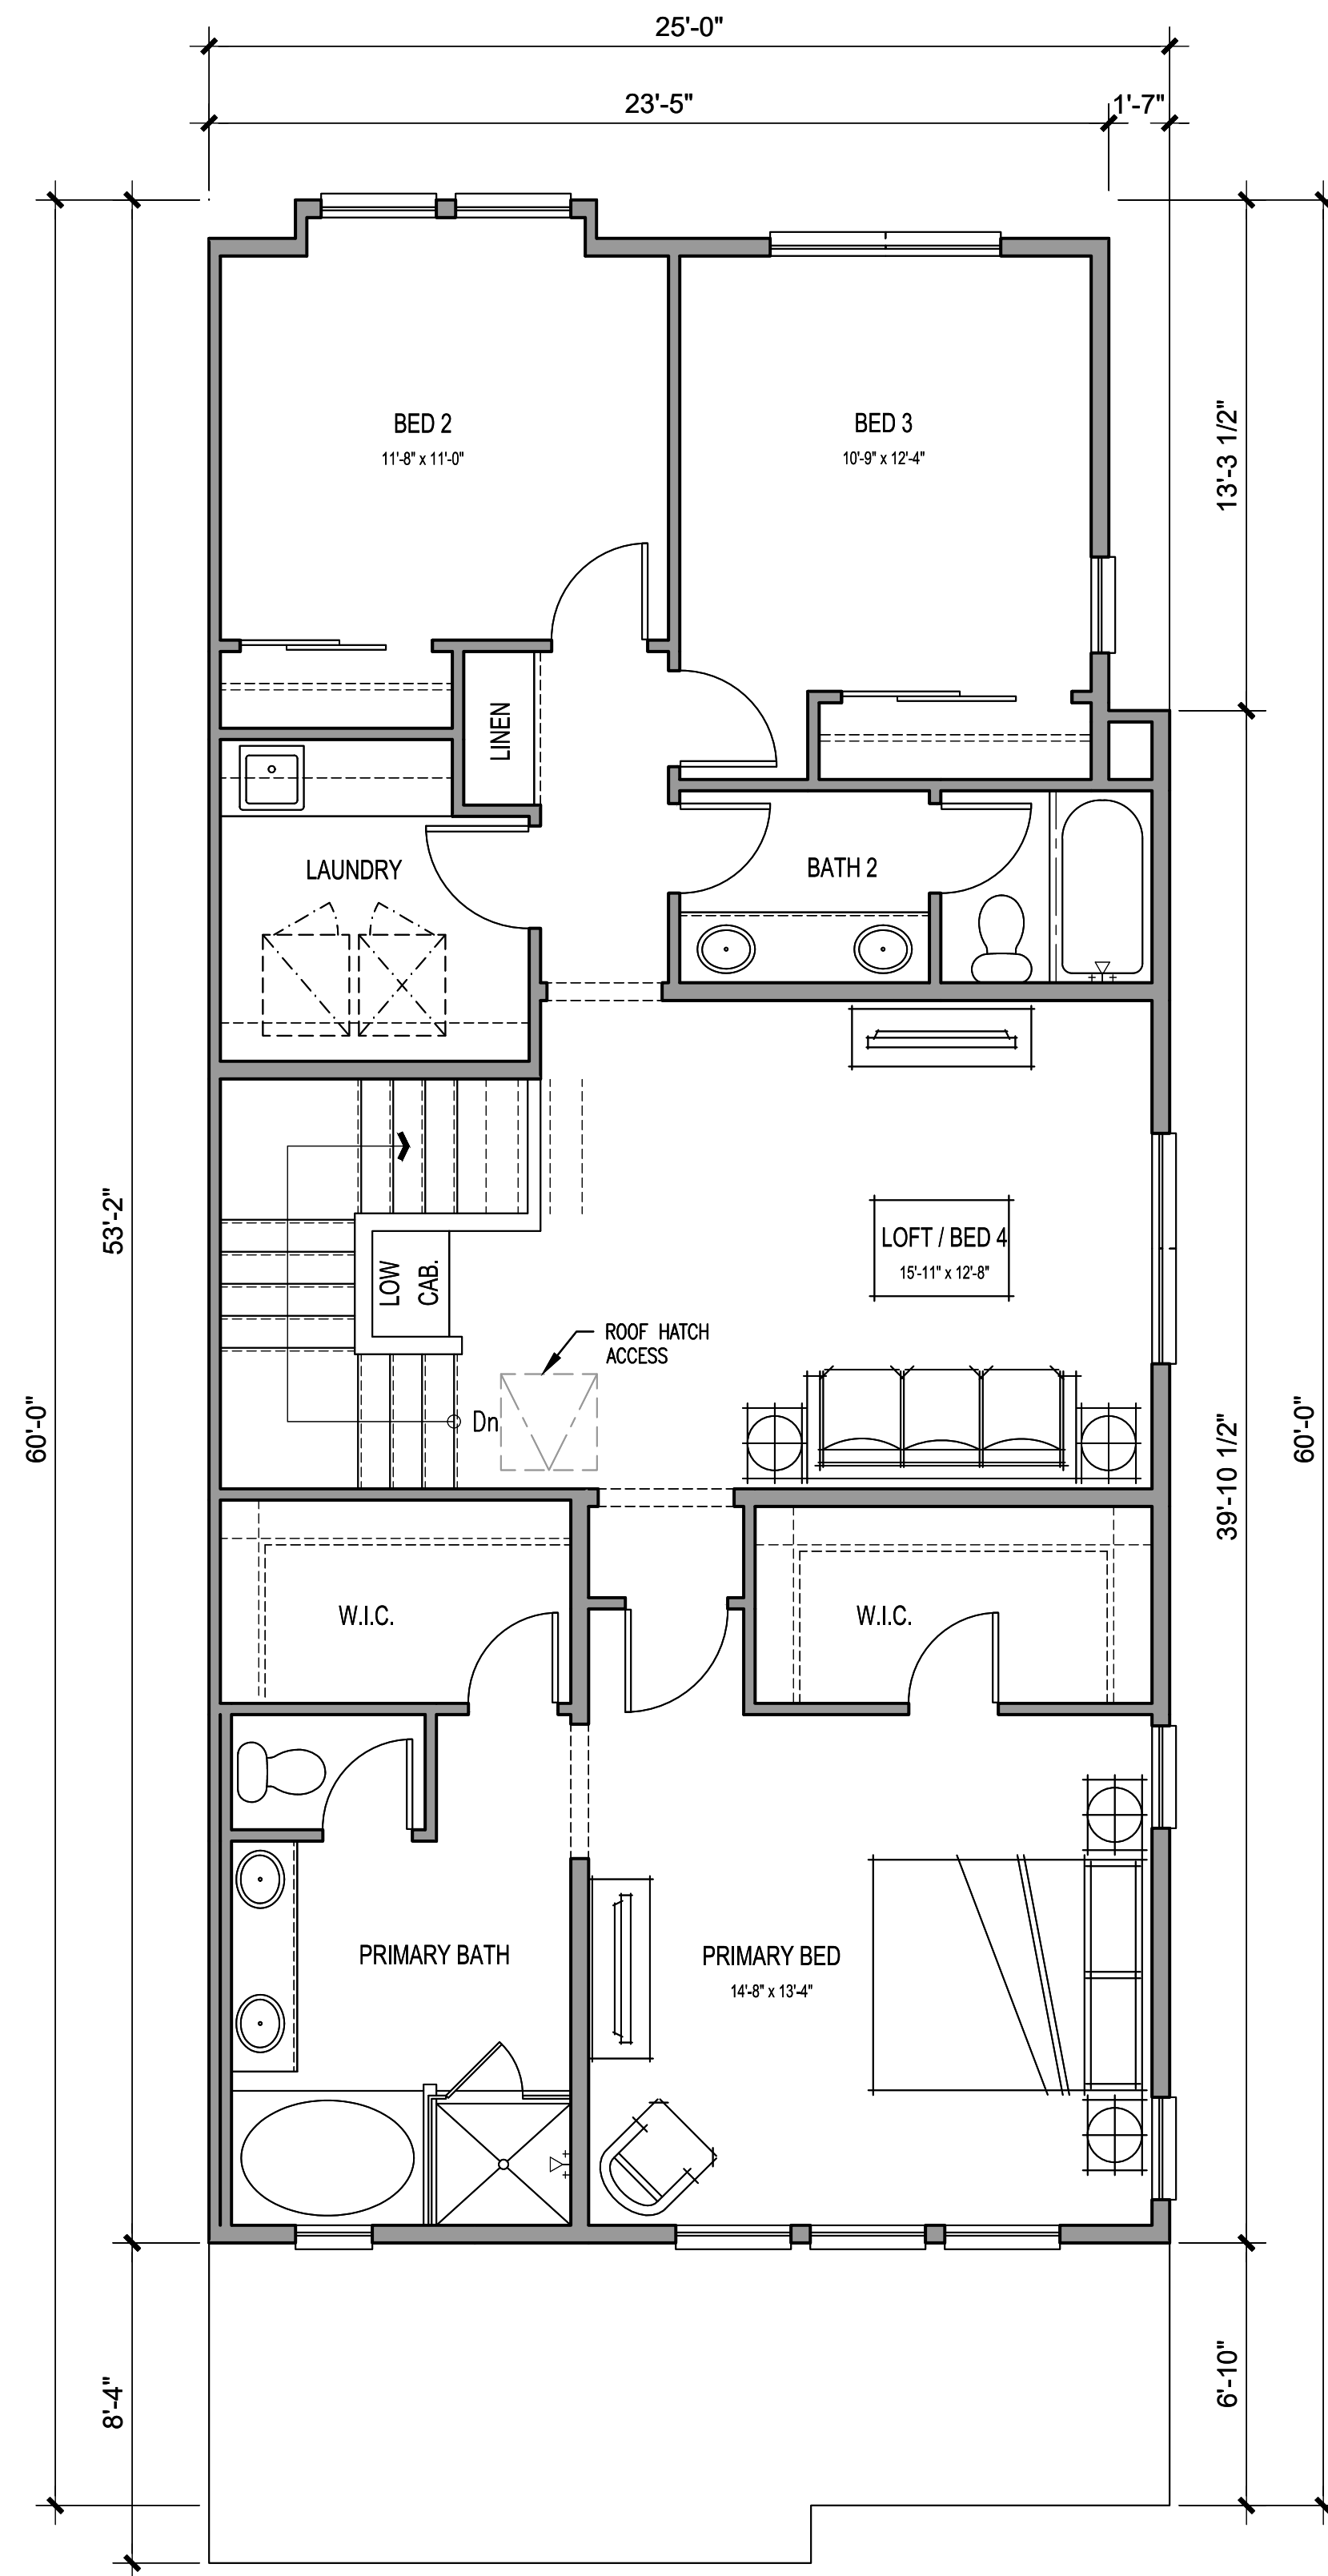 25'-0"
23'-5"
1'-7"
BED 2
11'-8" x 11'-0"
BED 3
10'-9" x 12'-4"
13'-3 1/2"
LINEN
LAUNDRY
BATH 2
53'-2"
LOFT / BED 4
15'-11" x 12'-8"
LOW
CAB.
ROOF HATCH
ACCESS
Dn
60'-0"
60'-0"
39'-10 1/2"
W.I.C.
W.I.C.
PRIMARY BATH
PRIMARY BED
14'-8" x 13'-4"
8'-4"
6'-10"